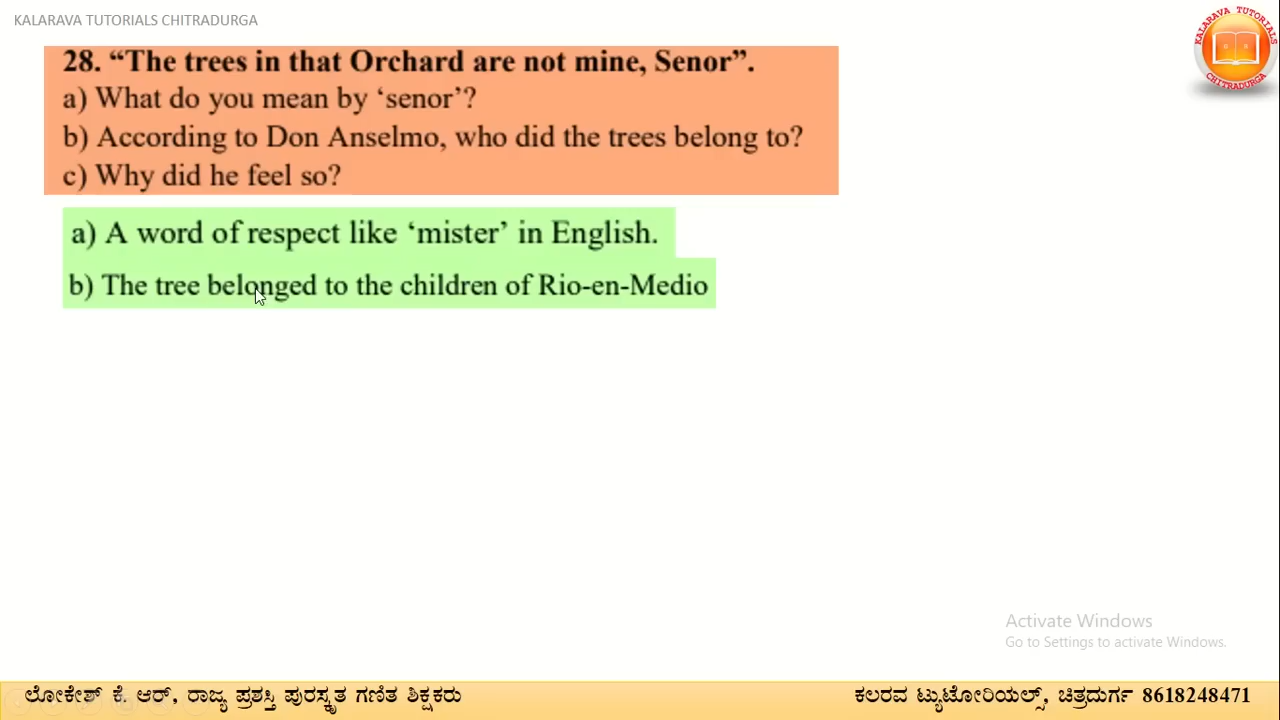 KALARAVA TUTORIALS CHITRADURGA
KALARAVA TUTORIALS
CHITRADURGA
28. “The trees in that Orchard are not mine, Senor”.
a) What do you mean by ‘senor’?
b) According to Don Anselmo, who did the trees belong to?
c) Why did he feel so?
a) A word of respect like ‘mister’ in English.
b) The tree belonged to the children of Rio-en-Medio
Activate Windows
Go to Settings to activate Windows.
ಲೋಕೇಶ್ ಕೆ ಆರ್, ರಾಜ್ಯ ಪ್ರಶಸ್ತಿ ಪುರಸ್ಕೃತ ಗಣಿತ ಶಿಕ್ಷಕರು
ಕಲರವ ಟ್ಯುಟೋರಿಯಲ್ಸ್, ಚಿತ್ರದುರ್ಗ 8618248471